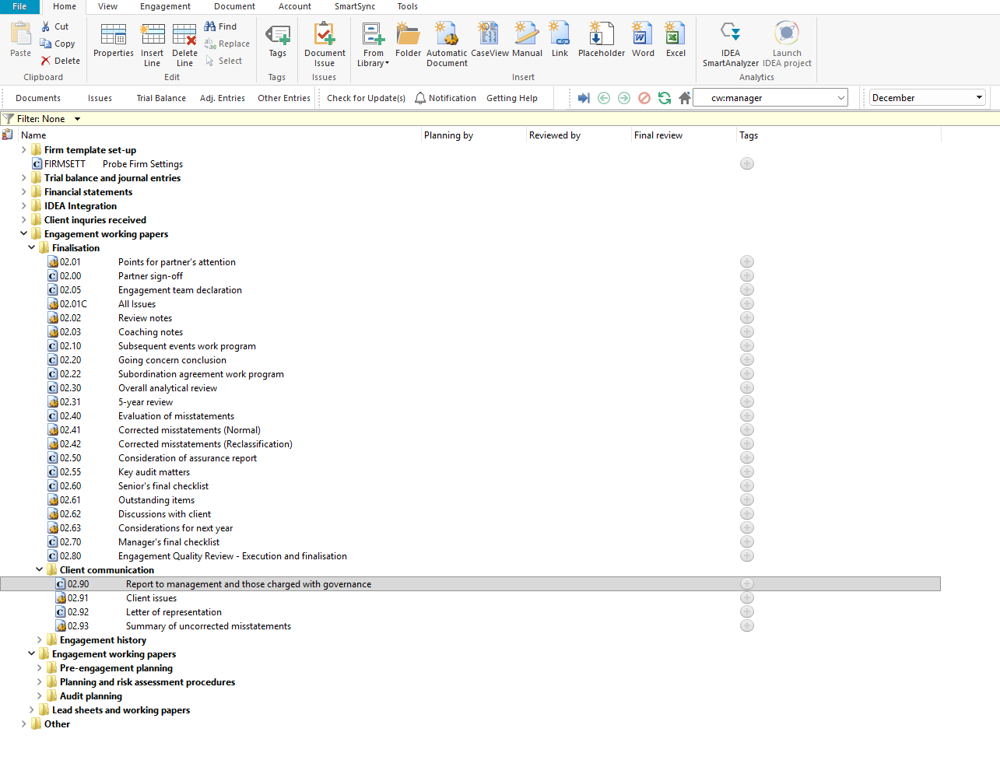 File Home View Engagement Document Account SmartSync Tools
Paste Cut Copy Delete Clipboard
Properties Insert Line Delete Line Find Replace Select Edit
Tags Tags
Document Issue Issues
From Library Folder Automatic Document CaseView Manual Link Placeholder Word Excel Insert
IDEA SmartAnalyzer Launch IDEA project Analytics
Documents Issues Trial Balance Adj. Entries Other Entries Check for Update(s) Notification Getting Help cw:manager December
Filter: None
Name Planning by Reviewed by Final review Tags
Firm template set-up
FIRMSETT Probe Firm Settings
Trial balance and journal entries
Financial statements
IDEA Integration
Client inquries received
Engagement working papers
Finalisation
02.01 Points for partner's attention
02.00 Partner sign-off
02.05 Engagement team declaration
02.01C All Issues
02.02 Review notes
02.03 Coaching notes
02.10 Subsequent events work program
02.20 Going concern conclusion
02.22 Subordination agreement work program
02.30 Overall analytical review
02.31 5-year review
02.40 Evaluation of misstatements
02.41 Corrected misstatements (Normal)
02.42 Corrected misstatements (Reclassification)
02.50 Consideration of assurance report
02.55 Key audit matters
02.60 Senior's final checklist
02.61 Outstanding items
02.62 Discussions with client
02.63 Considerations for next year
02.70 Manager's final checklist
02.80 Engagement Quality Review - Execution and finalisation
Client communication
02.90 Report to management and those charged with governance
02.91 Client issues
02.92 Letter of representation
02.93 Summary of uncorrected misstatements
Engagement history
Engagement working papers
Pre-engagement planning
Planning and risk assessment procedures
Audit planning
Lead sheets and working papers
Other